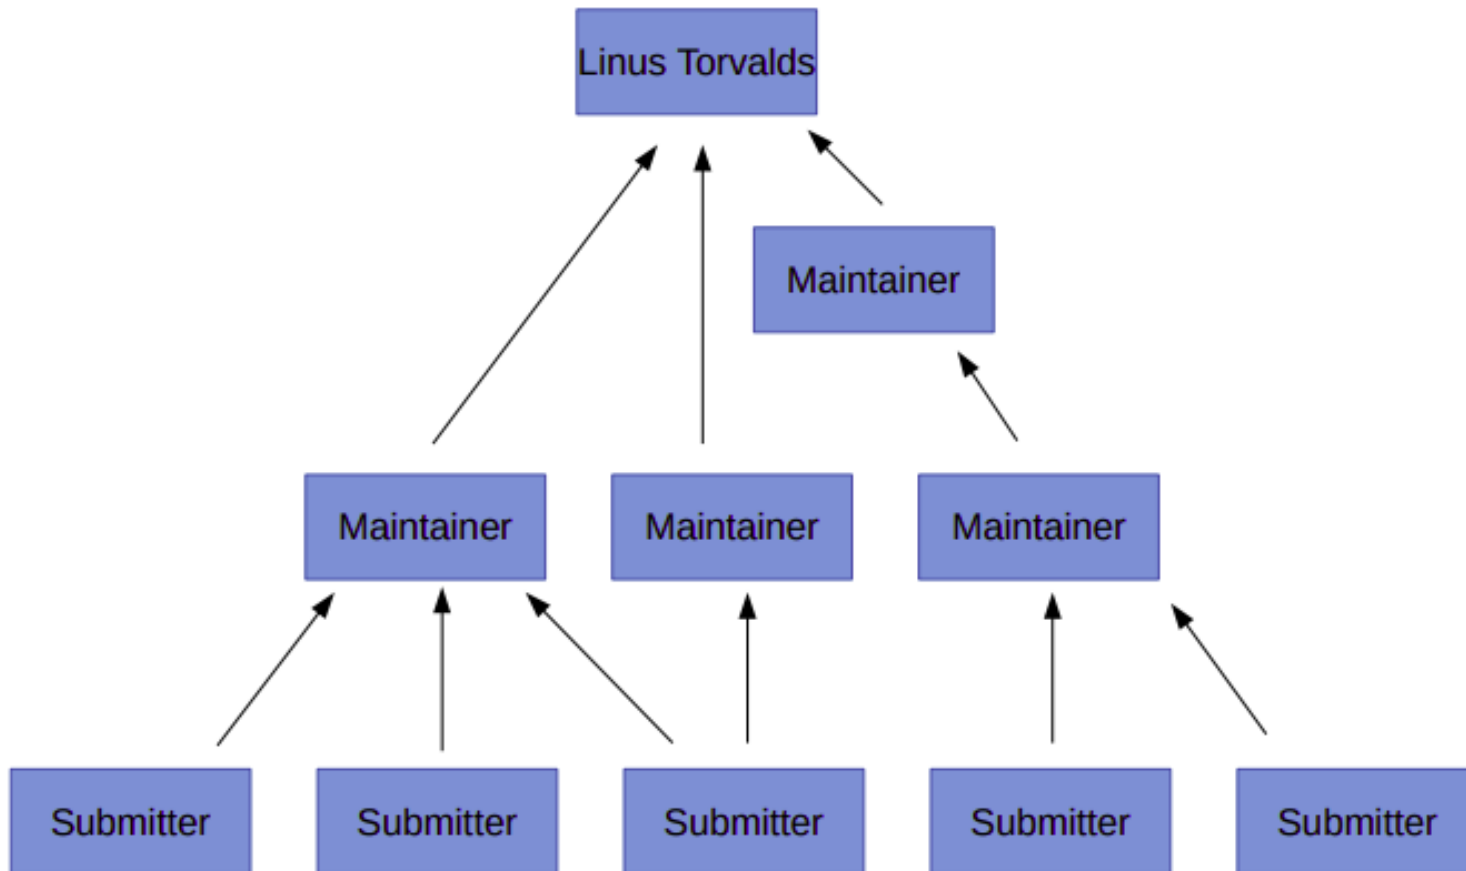 Linus Torvalds
Maintainer
Maintainer
Maintainer
Maintainer
Submitter
Submitter
Submitter
Submitter
Submitter